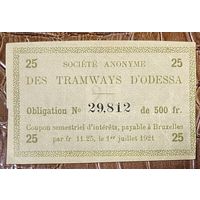 25 SOCIÉTÉ ANONYME 25
DES TRAMWAYS D'ODESSA
Obligation No 29,812 de 500 fr.
Coupon semestriel d'intérêts, payable à Bruxelles
25 par fr. 11.25, le 1er juillet 1921 25